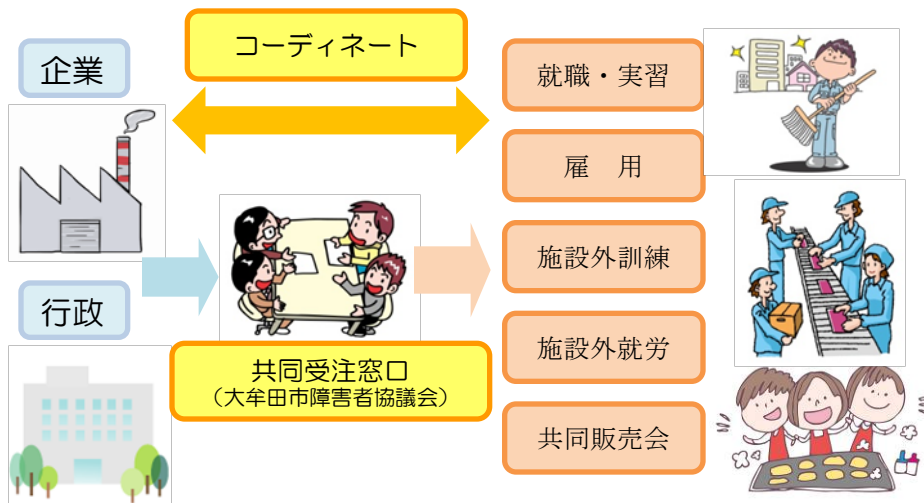 コーディネート
企業
行政
共同受注窓口
（大牟田市障害者協議会）
就職・実習
雇　用
施設外訓練
施設外就労
共同販売会